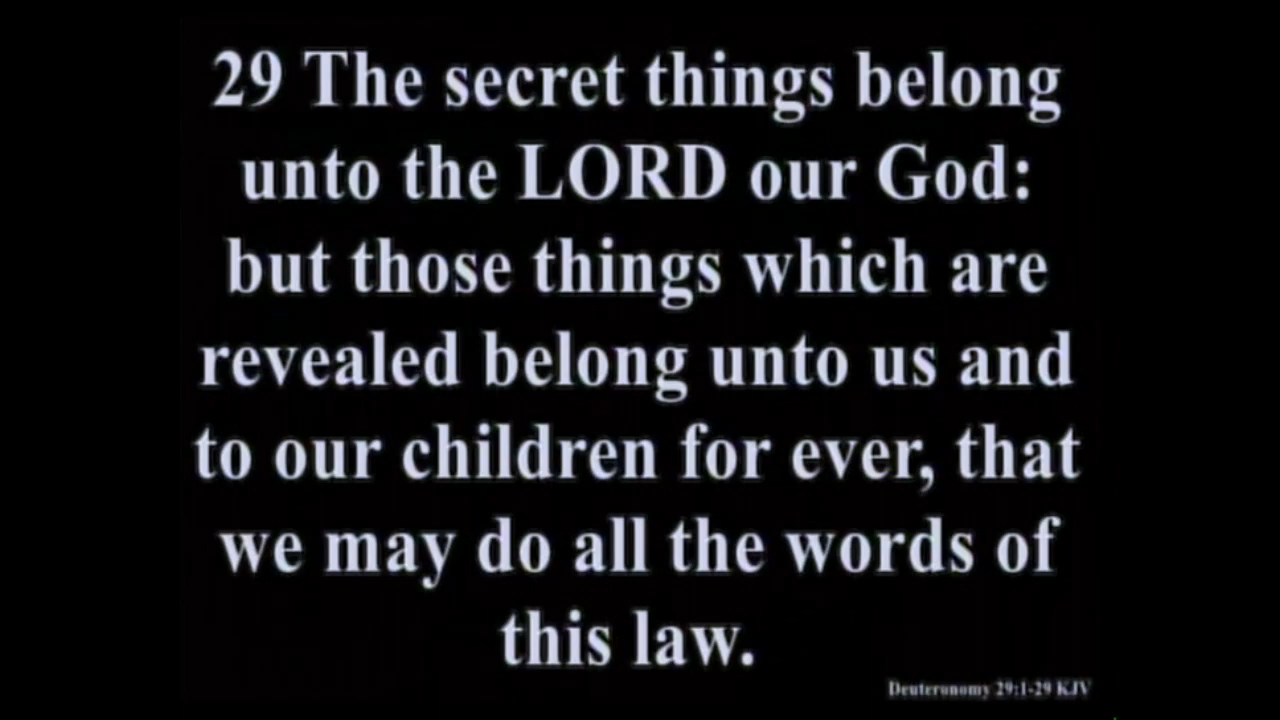 29 The secret things belong
unto the LORD our God:
but those things which are
revealed belong unto us and
to our children for ever, that
we may do all the words of
this law.
Deuteronomy 29:1-29 KJV